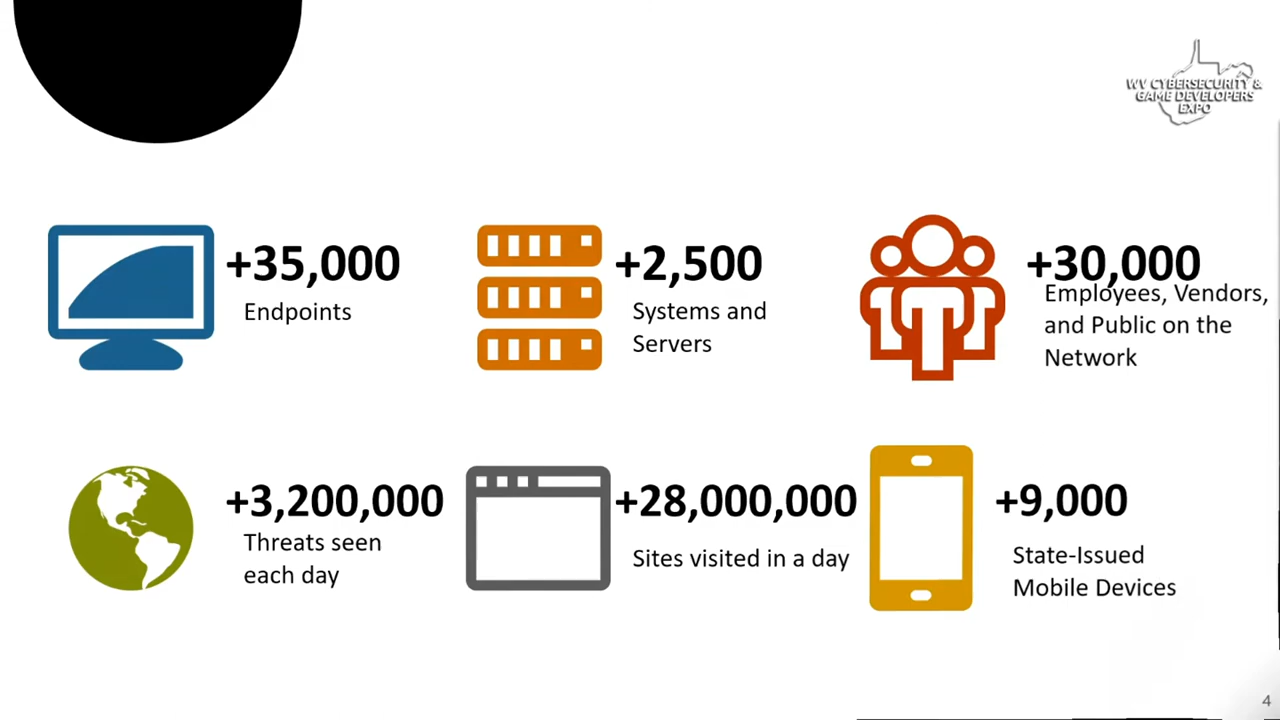 WV CYBERSECURITY &
GAME DEVELOPERS
EXPO
+35,000
Endpoints
+2,500
Systems and
Servers
+30,000
Employees, Vendors,
and Public on the
Network
+3,200,000
Threats seen
each day
+28,000,000
Sites visited in a day
+9,000
State-Issued
Mobile Devices
4